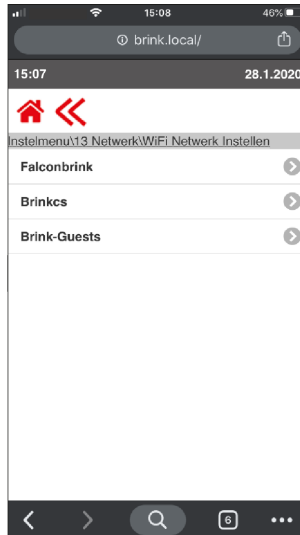 15:08
46%
brink.local/
15:07
28.1.2020
Instelmenu\13 Netwerk\WiFi Netwerk Instellen
Falconbrink
Brinkcs
Brink-Guests
6